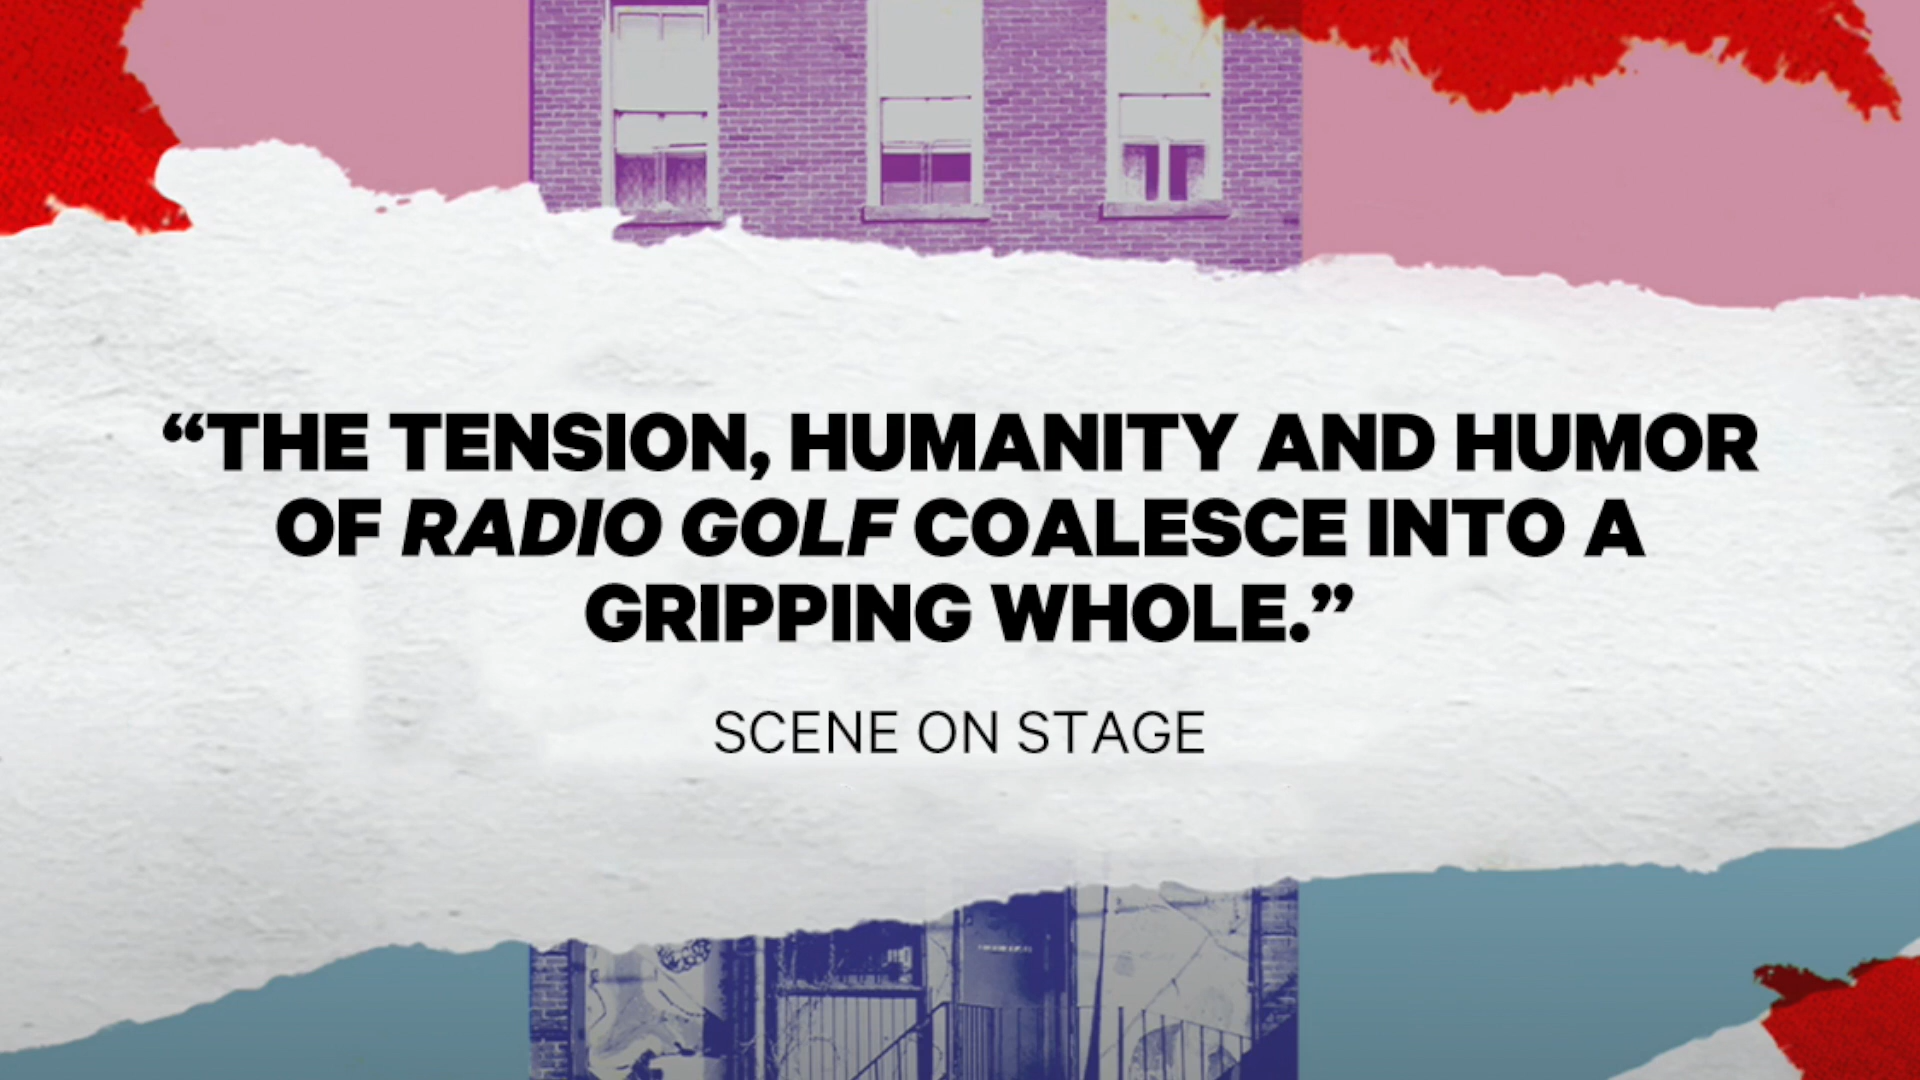 “THE TENSION, HUMANITY AND HUMOR
OF RADIO GOLF COALESCE INTO A
GRIPPING WHOLE.”
SCENE ON STAGE